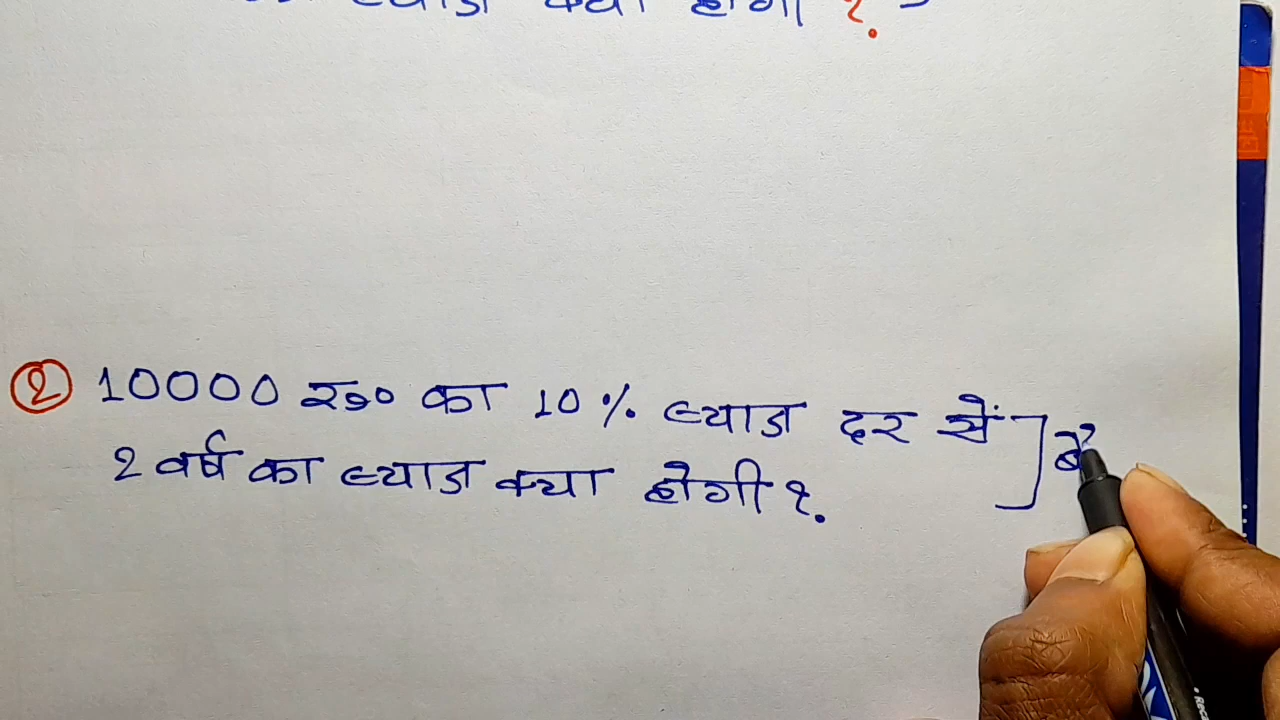 ब्याज क्या होगी ?
② 10000 रु० का 10% ब्याज दर सें ] बै
2 वर्ष का ब्याज क्या होगी ?